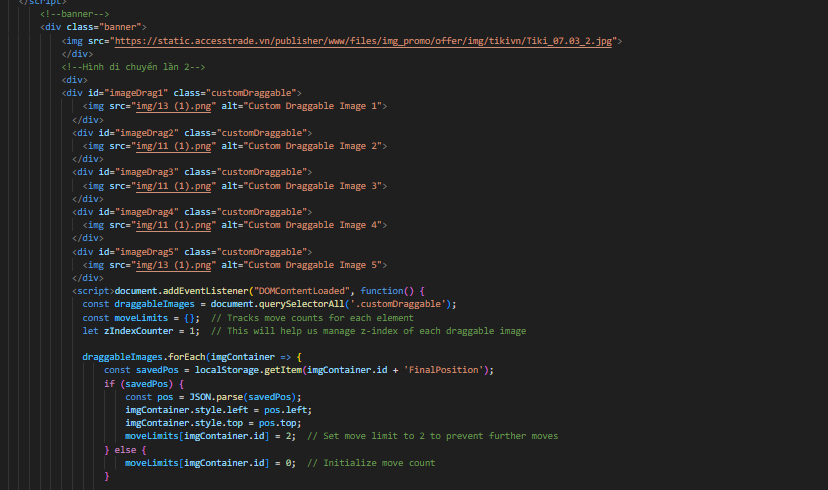 </script>
<!--banner-->
<div class="banner">
<img src="https://static.accesstrade.vn/publisher/www/files/img_promo/offer/img/tikivn/Tiki_07.03_2.jpg">
</div>
<!--Hình di chuyển lần 2-->
<div>
<div id="imageDrag1" class="customDraggable">
<img src="img/13 (1).png" alt="Custom Draggable Image 1">
</div>
<div id="imageDrag2" class="customDraggable">
<img src="img/11 (1).png" alt="Custom Draggable Image 2">
</div>
<div id="imageDrag3" class="customDraggable">
<img src="img/11 (1).png" alt="Custom Draggable Image 3">
</div>
<div id="imageDrag4" class="customDraggable">
<img src="img/11 (1).png" alt="Custom Draggable Image 4">
</div>
<div id="imageDrag5" class="customDraggable">
<img src="img/13 (1).png" alt="Custom Draggable Image 5">
</div>
<script>document.addEventListener("DOMContentLoaded", function() {
const draggableImages = document.querySelectorAll('.customDraggable');
const moveLimits = {};  // Tracks move counts for each element
let zIndexCounter = 1;  // This will help us manage z-index of each draggable image
draggableImages.forEach(imgContainer => {
const savedPos = localStorage.getItem(imgContainer.id + 'FinalPosition');
if (savedPos) {
const pos = JSON.parse(savedPos);
imgContainer.style.left = pos.left;
imgContainer.style.top = pos.top;
moveLimits[imgContainer.id] = 2;  // Set move limit to 2 to prevent further moves
} else {
moveLimits[imgContainer.id] = 0;  // Initialize move count
}